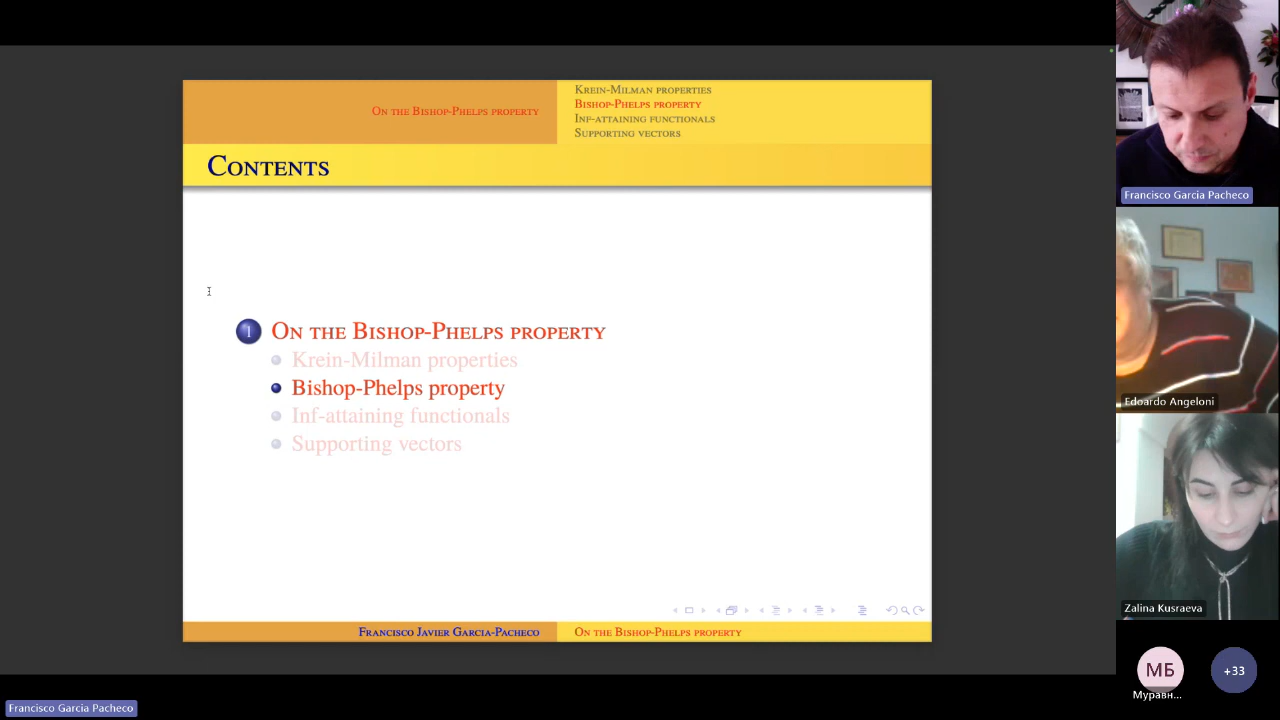 On the Bishop-Phelps property
Krein-Milman properties
Bishop-Phelps property
Inf-attaining functionals
Supporting vectors
Contents
1 On the Bishop-Phelps property
Krein-Milman properties
Bishop-Phelps property
Inf-attaining functionals
Supporting vectors
Francisco Javier Garcia-Pacheco
On the Bishop-Phelps property
Francisco Garcia Pacheco
Edoardo Angeloni
Zalina Kusraeva
МБ
+33
Муравн...
Francisco Garcia Pacheco